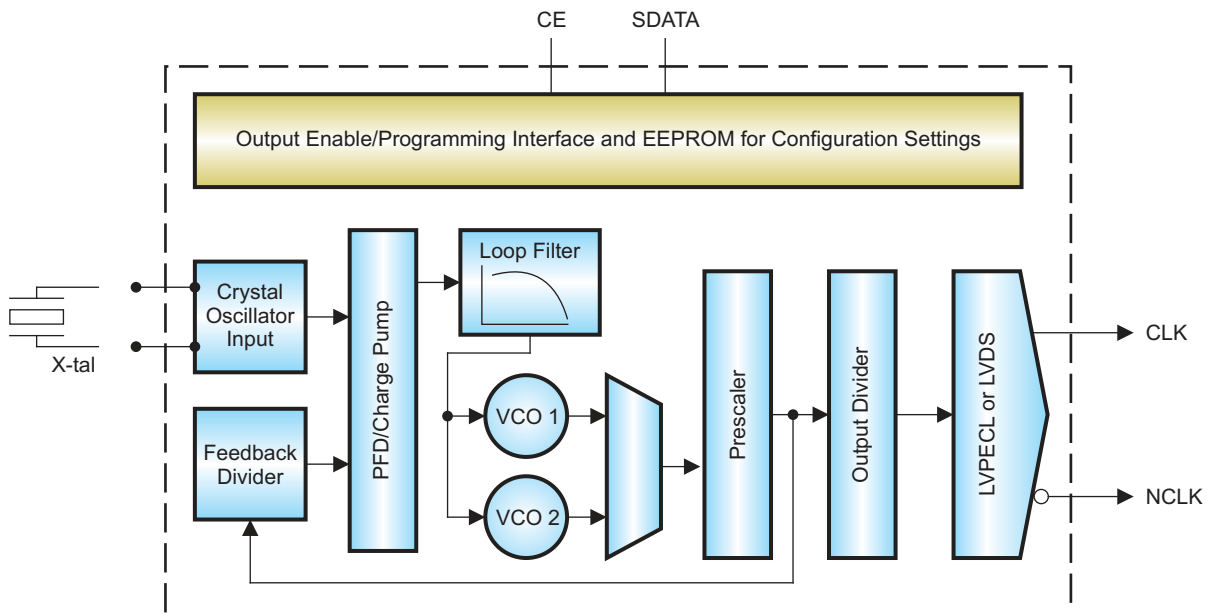 CE
SDATA
Output Enable/Programming Interface and EEPROM for Configuration Settings
X-tal
Crystal
Oscillator
Input
Feedback
Divider
PFD/Charge Pump
Loop Filter
VCO 1
VCO 2
Prescaler
Output Divider
LVPECL or LVDS
CLK
NCLK